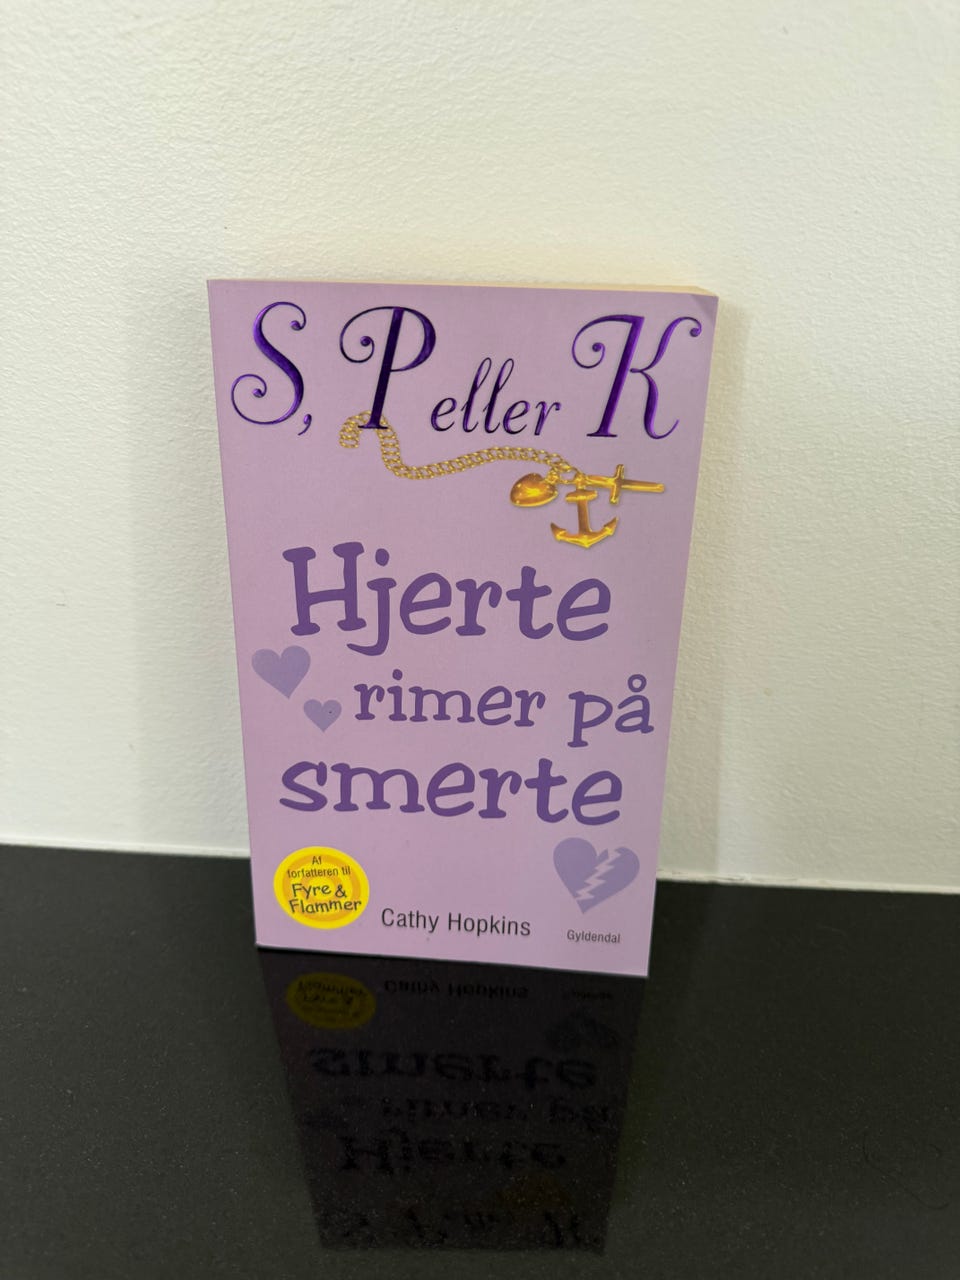 S, P eller K
Hjerte
rimer på
smerte
Af
forfatteren til
Fyre &
Flammer
Cathy Hopkins
Gyldendal